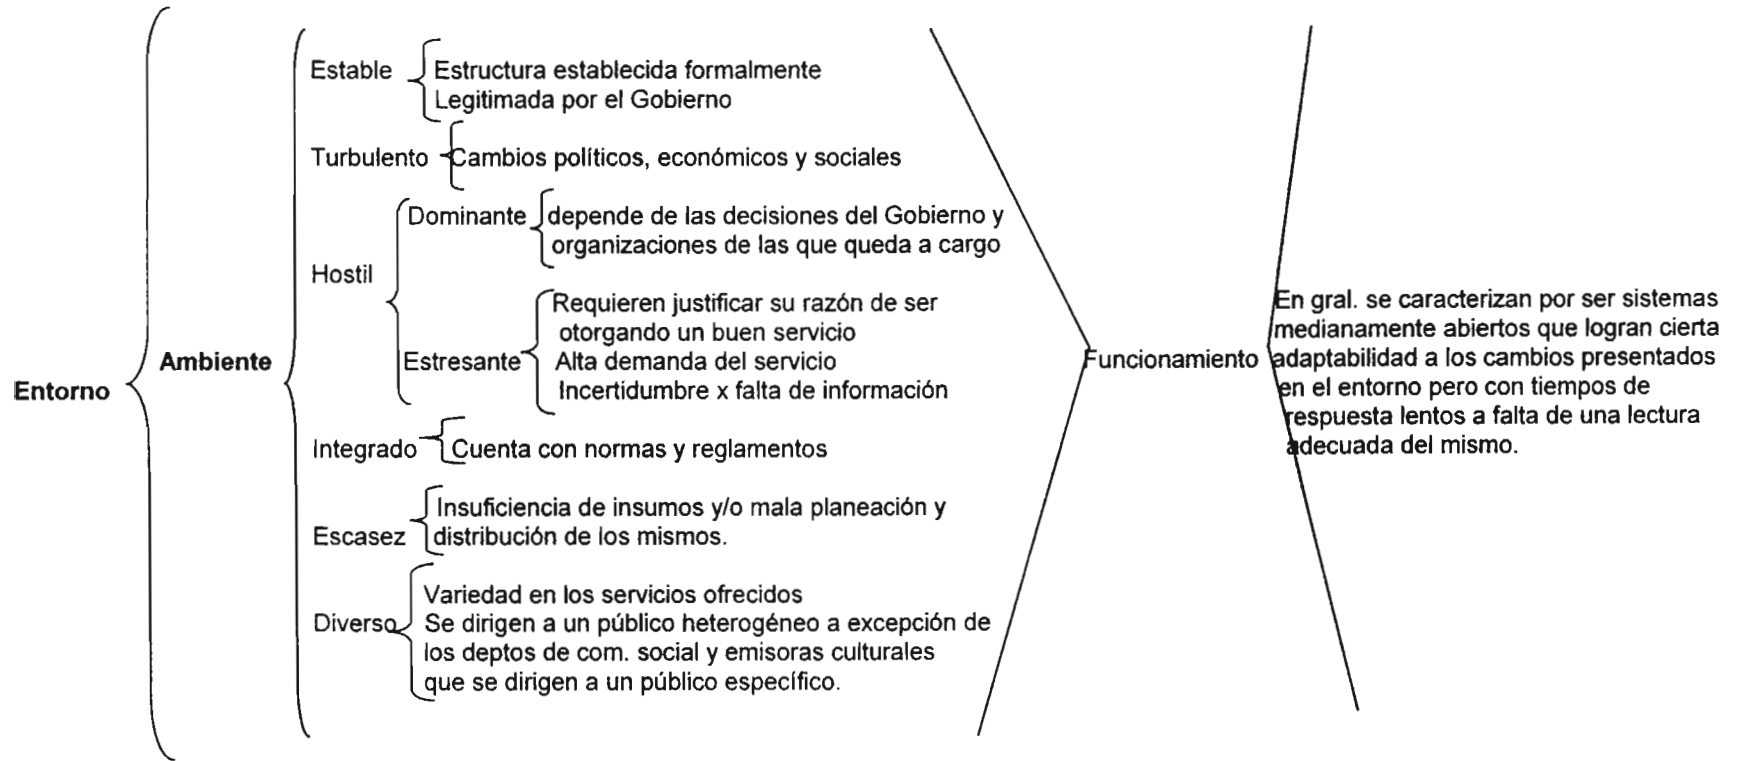 Entorno
Ambiente
Estable
Estructura establecida formalmente
Legitimada por el Gobierno
Turbulento
Cambios políticos, económicos y sociales
Hostil
Dominante
depende de las decisiones del Gobierno y
organizaciones de las que queda a cargo
Estresante
Requieren justificar su razón de ser
otorgando un buen servicio
Alta demanda del servicio
Incertidumbre x falta de información
Integrado
Cuenta con normas y reglamentos
Escasez
Insuficiencia de insumos y/o mala planeación y
distribución de los mismos.
Diverso
Variedad en los servicios ofrecidos
Se dirigen a un público heterogéneo a excepción de
los deptos de com. social y emisoras culturales
que se dirigen a un público específico.
Funcionamiento
En gral. se caracterizan por ser sistemas
medianamente abiertos que logran cierta
adaptabilidad a los cambios presentados
en el entorno pero con tiempos de
respuesta lentos a falta de una lectura
adecuada del mismo.